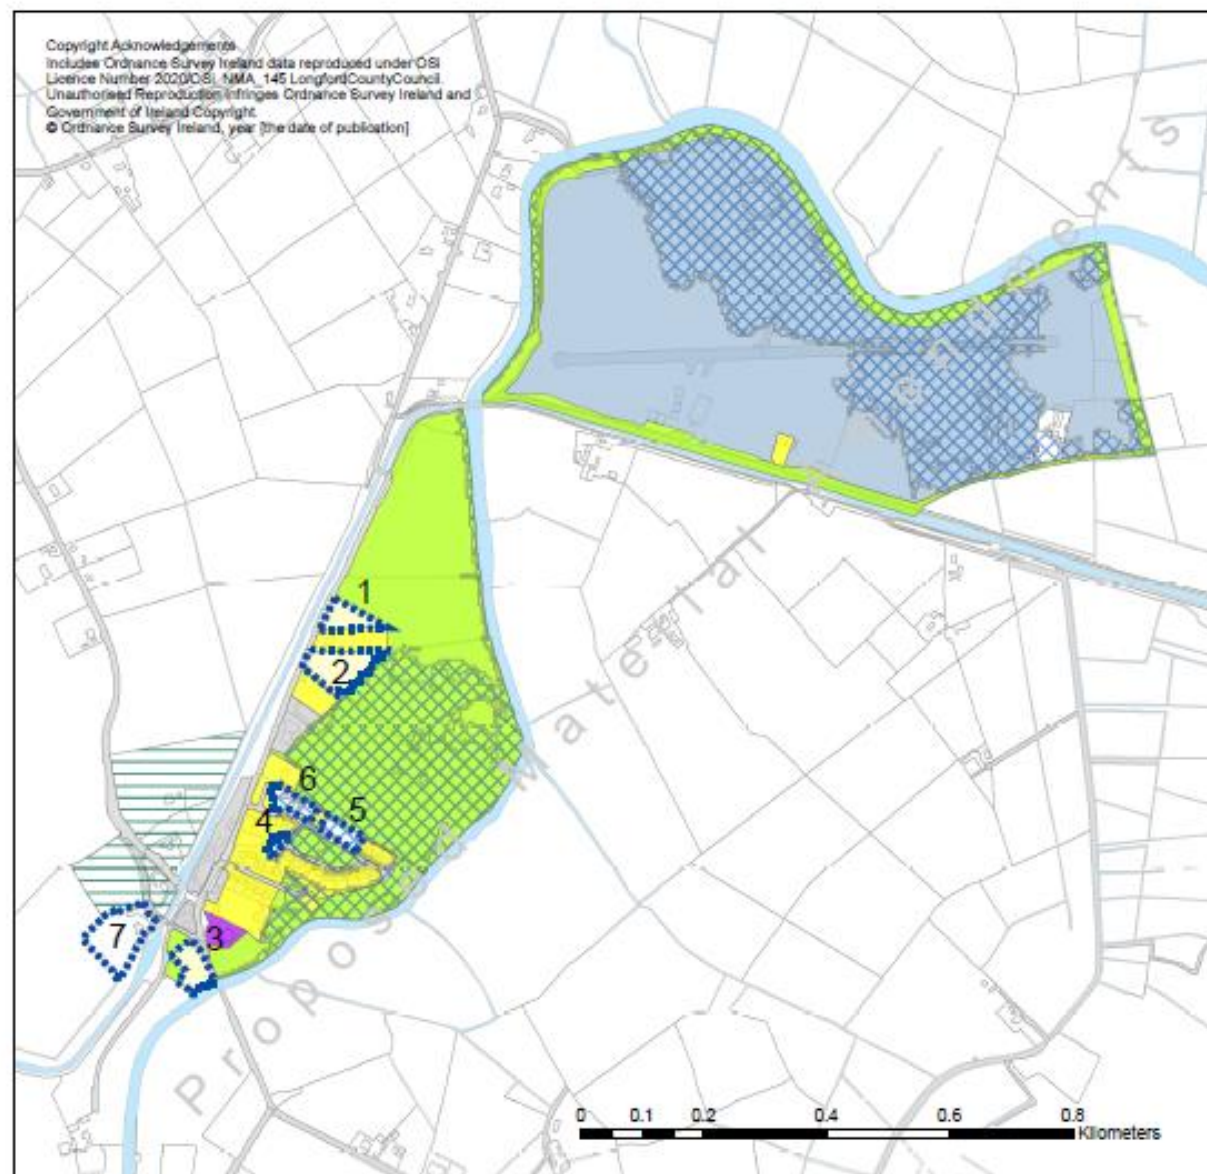 Copyright Acknowledgements
Includes Ordnance Survey Ireland data reproduced under OSi
Licence Number 2020/OSi_NMA_145 LongfordCountyCouncil.
Unauthorised Reproduction infringes Ordnance Survey Ireland and
Government of Ireland Copyright.
© Ordnance Survey Ireland, year [the date of publication]
1
2
6
5
4
7
3
0 0.1 0.2 0.4 0.6 0.8
Kilometers